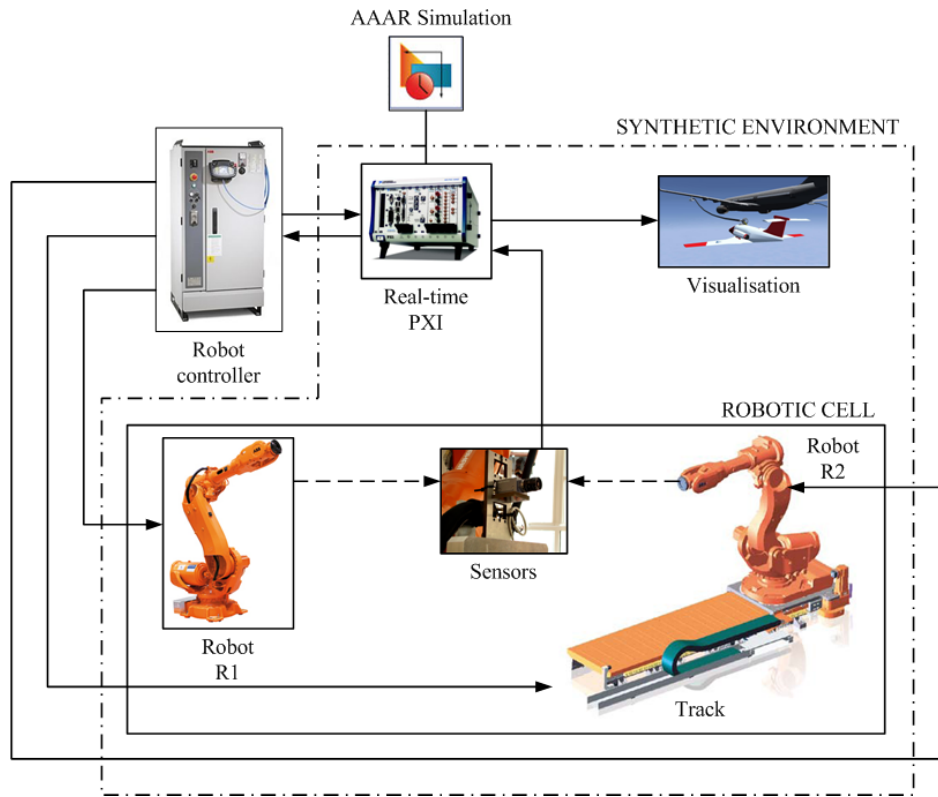 AAAR Simulation
SYNTHETIC ENVIRONMENT
Real-time
PXI
Visualisation
Robot
controller
ROBOTIC CELL
Robot
R2
Sensors
Robot
R1
Track